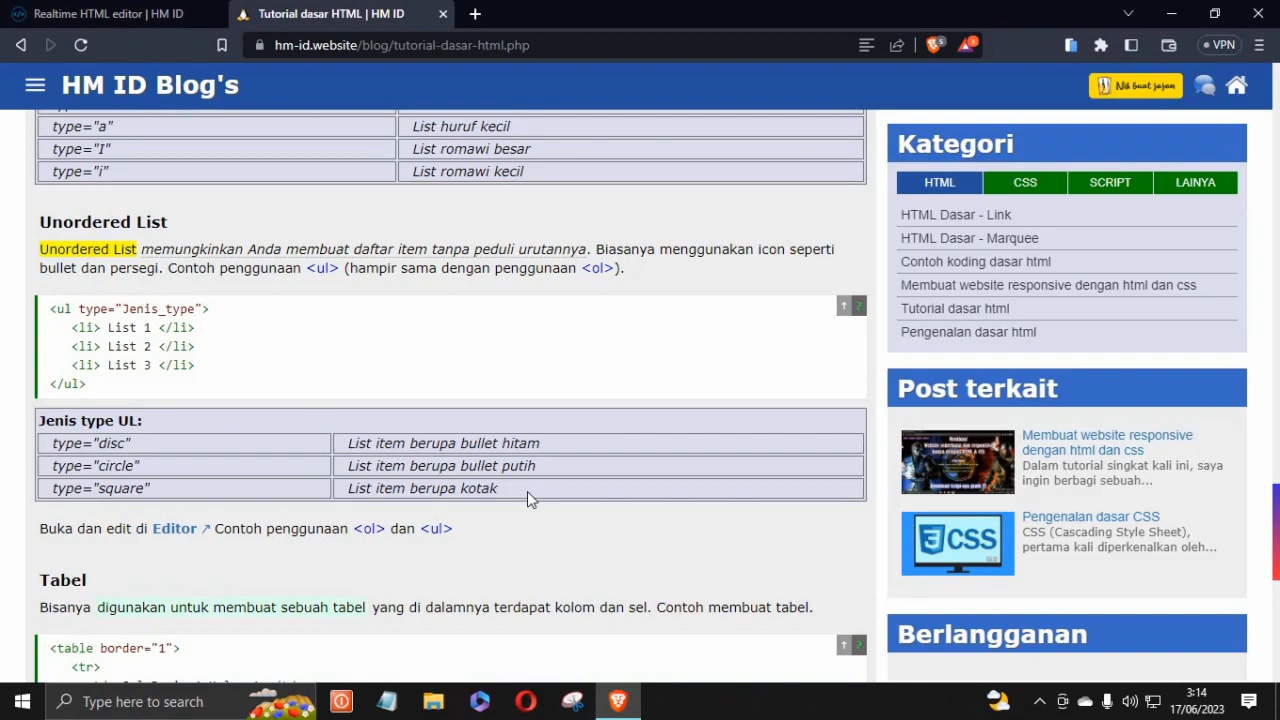 Realtime HTML editor | HM ID
Tutorial dasar HTML | HM ID
hm-id.website/blog/tutorial-dasar-html.php
VPN
HM ID Blog's
Nih buat jajan
type="a" List huruf kecil
type="I" List romawi besar
type="i" List romawi kecil
Unordered List
Unordered List memungkinkan Anda membuat daftar item tanpa peduli urutannya. Biasanya menggunakan icon seperti
bullet dan persegi. Contoh penggunaan <ul> (hampir sama dengan penggunaan <ol>).
<ul type="Jenis_type">
<li> List 1 </li>
<li> List 2 </li>
<li> List 3 </li>
</ul>
Jenis type UL:
type="disc" List item berupa bullet hitam
type="circle" List item berupa bullet putih
type="square" List item berupa kotak
Buka dan edit di Editor ↗ Contoh penggunaan <ol> dan <ul>
Tabel
Bisanya digunakan untuk membuat sebuah tabel yang di dalamnya terdapat kolom dan sel. Contoh membuat tabel.
<table border="1">
<tr>
Kategori
HTML CSS SCRIPT LAINYA
HTML Dasar - Link
HTML Dasar - Marquee
Contoh koding dasar html
Membuat website responsive dengan html dan css
Tutorial dasar html
Pengenalan dasar html
Post terkait
Membuat website responsive
dengan html dan css
Dalam tutorial singkat kali ini, saya
ingin berbagi sebuah...
CSS
Pengenalan dasar CSS
CSS (Cascading Style Sheet),
pertama kali diperkenalkan oleh...
Berlangganan
Type here to search
3:14
17/06/2023